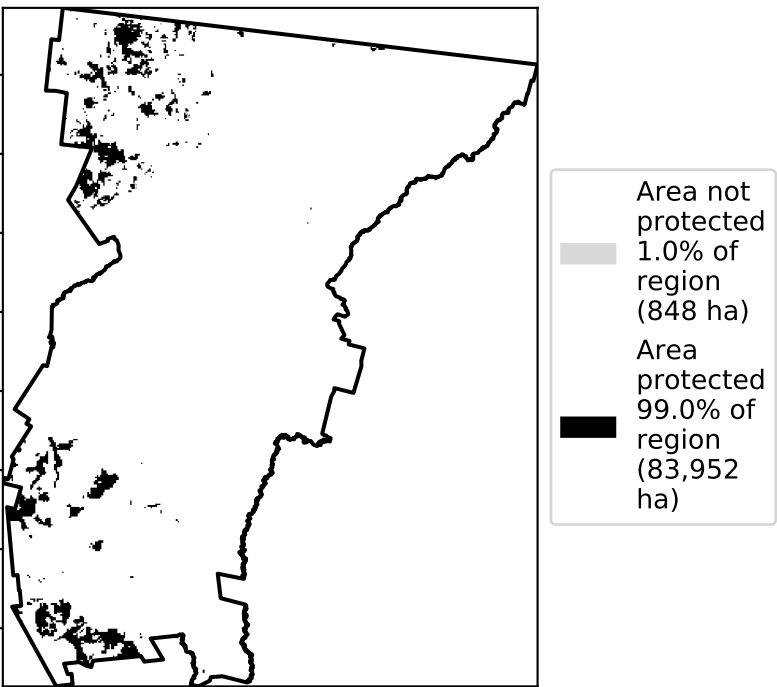 Area not
protected
1.0% of
region
(848 ha)
Area
protected
99.0% of
region
(83,952
ha)